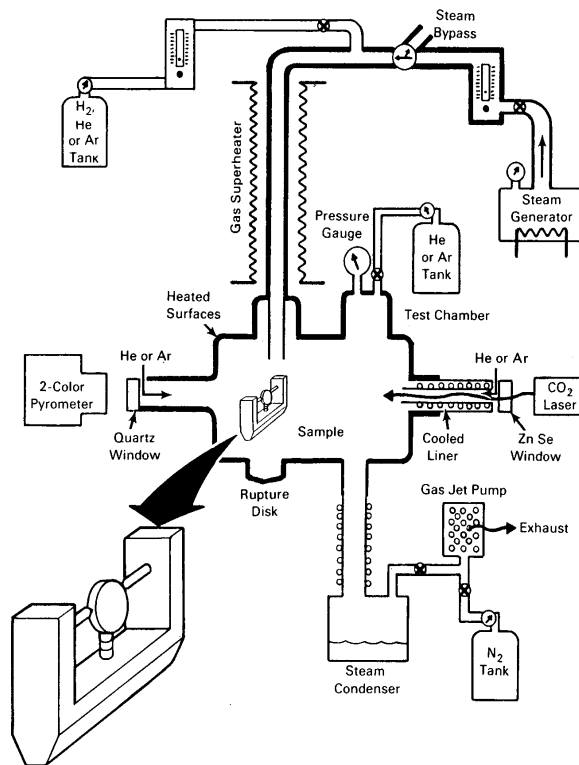 Steam
Bypass
H2,
He
or Ar
Tank
Gas Superheater
Pressure
Gauge
He
or Ar
Tank
Steam
Generator
Heated
Surfaces
Test Chamber
He or Ar
He or Ar
2-Color
Pyrometer
CO2
Laser
Quartz
Window
Sample
Cooled
Liner
Zn Se
Window
Rupture
Disk
Gas Jet Pump
Exhaust
Steam
Condenser
N2
Tank